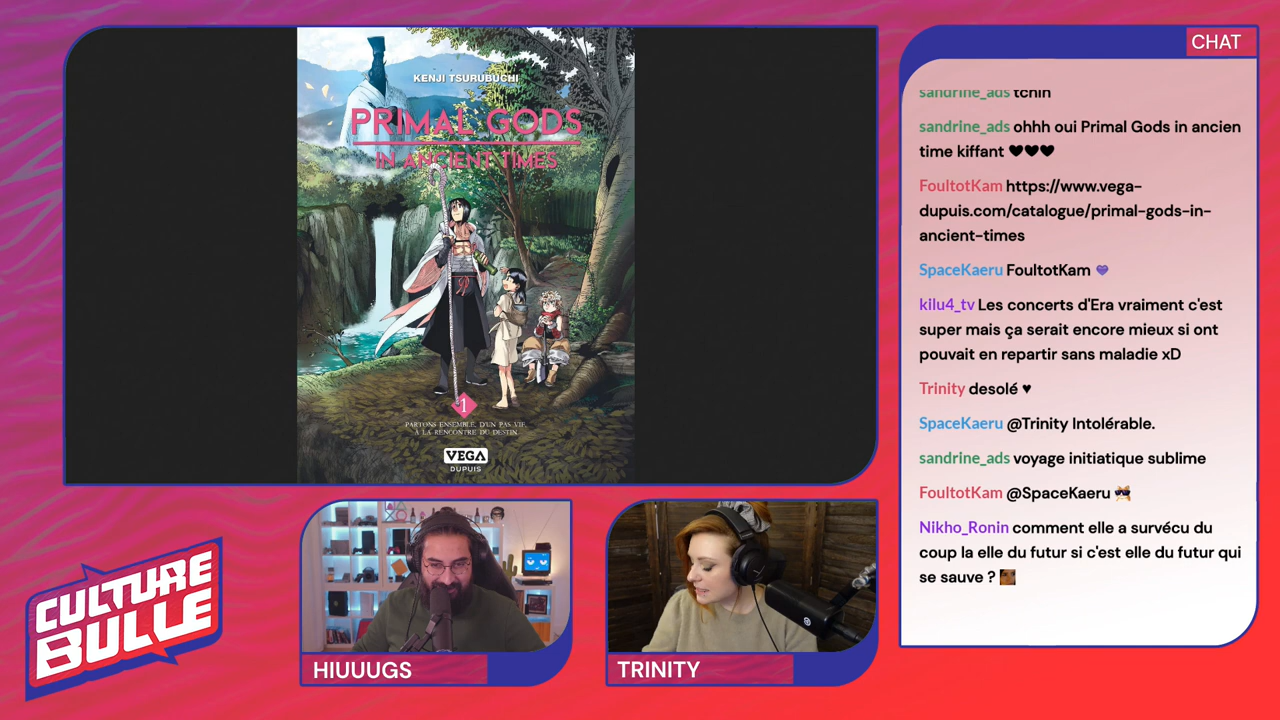 KENJI TSURUBUCHI
PRIMAL GODS
IN ANCIENT TIMES
1
PARTONS ENSEMBLE, D'UN PAS VIF,
À LA RENCONTRE DU DESTIN.
VEGA
DUPUIS
CHAT
sandrine_ads tchin
sandrine_ads ohhh oui Primal Gods in ancien
time kiffant ♥♥♥
FoultotKam https://www.vega-
dupuis.com/catalogue/primal-gods-in-
ancient-times
SpaceKaeru FoultotKam 💜
kilu4_tv Les concerts d'Era vraiment c'est
super mais ça serait encore mieux si ont
pouvait en repartir sans maladie xD
Trinity desolé ♥
SpaceKaeru @Trinity Intolérable.
sandrine_ads voyage initiatique sublime
FoultotKam @SpaceKaeru
Nikho_Ronin comment elle a survécu du
coup la elle du futur si c'est elle du futur qui
se sauve ?
CULTURE
BULLE
HIUUUGS
TRINITY